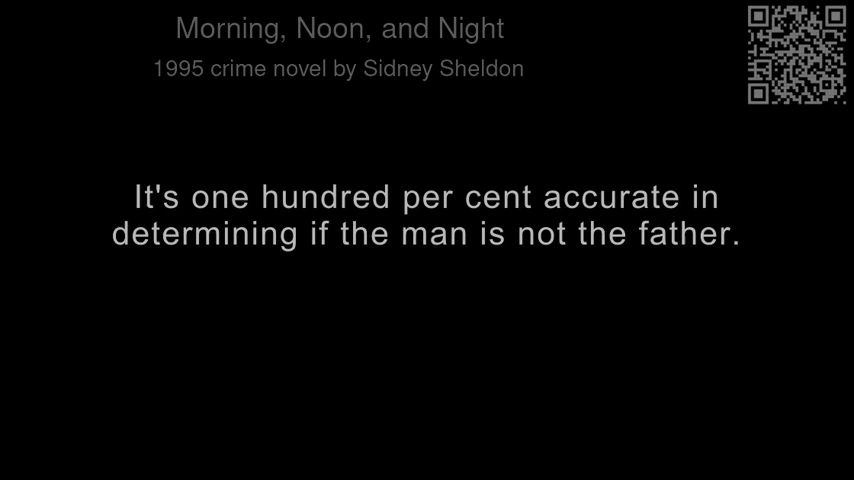 Morning, Noon, and Night
1995 crime novel by Sidney Sheldon
It's one hundred per cent accurate in
determining if the man is not the father.